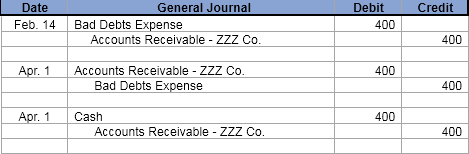 Date General Journal Debit Credit
Feb. 14 Bad Debts Expense 400
Accounts Receivable - ZZZ Co. 400
Apr. 1 Accounts Receivable - ZZZ Co. 400
Bad Debts Expense 400
Apr. 1 Cash 400
Accounts Receivable - ZZZ Co. 400